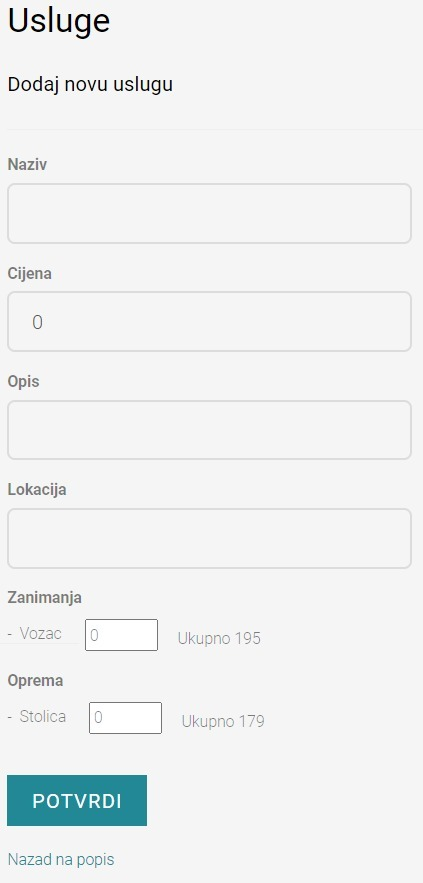 Usluge
Dodaj novu uslugu
Naziv
Cijena
0
Opis
Lokacija
Zanimanja
- Vozac 0 Ukupno 195
Oprema
- Stolica 0 Ukupno 179
POTVRDI
Nazad na popis